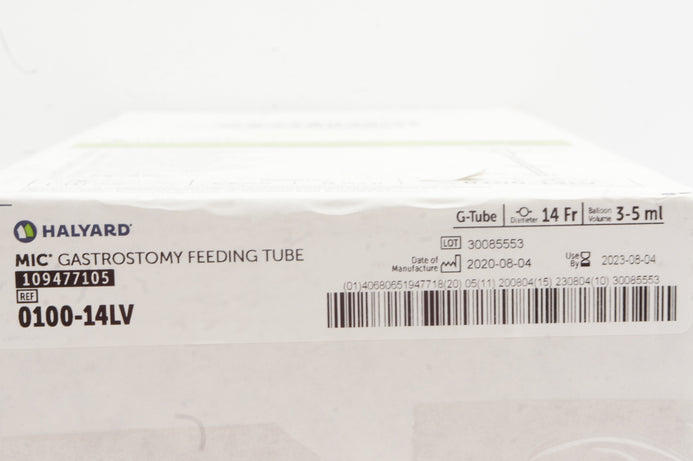 HALYARD®
MIC* GASTROSTOMY FEEDING TUBE
109477105
REF
0100-14LV
G-Tube Diameter 14 Fr Balloon Volume 3-5 ml
LOT 30085553
Date of Manufacture 2020-08-04 Use By 2023-08-04
(01)40680651947718(20) 05(11) 200804(15) 230804(10) 30085553